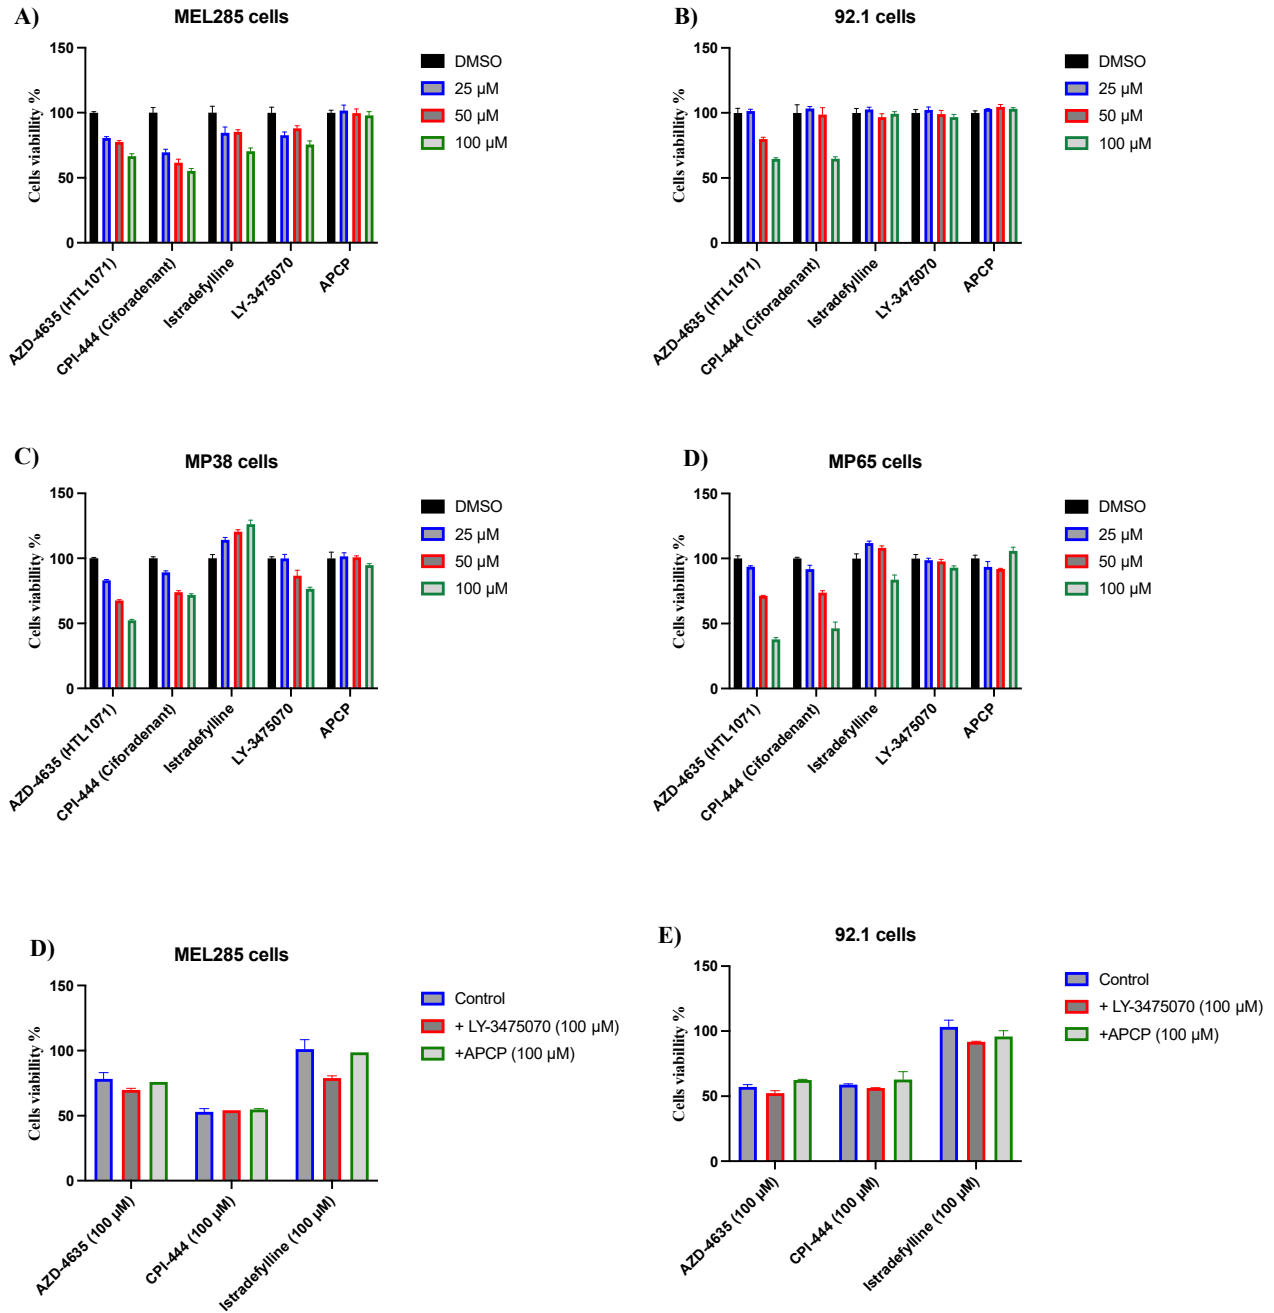 A)
MEL285 cells
Cells viability %
150
100
50
0
AZD-4635 (HTL1071)
CPI-444 (Ciforadenant)
Istradefylline
LY-3475070
APCP
DMSO
25 µM
50 µM
100 µM
B)
92.1 cells
Cells viability %
150
100
50
0
AZD-4635 (HTL1071)
CPI-444 (Ciforadenant)
Istradefylline
LY-3475070
APCP
DMSO
25 µM
50 µM
100 µM
C)
MP38 cells
Cells viability %
150
100
50
0
AZD-4635 (HTL1071)
CPI-444 (Ciforadenant)
Istradefylline
LY-3475070
APCP
DMSO
25 µM
50 µM
100 µM
D)
MP65 cells
Cells viability %
150
100
50
0
AZD-4635 (HTL1071)
CPI-444 (Ciforadenant)
Istradefylline
LY-3475070
APCP
DMSO
25 µM
50 µM
100 µM
D)
MEL285 cells
Cells viabillity %
150
100
50
0
AZD-4635 (100 µM)
CPI-444 (100 µM)
Istradefylline (100 µM)
Control
+ LY-3475070 (100 µM)
+APCP (100 µM)
E)
92.1 cells
Cells viabillity %
150
100
50
0
AZD-4635 (100 µM)
CPI-444 (100 µM)
Istradefylline (100 µM)
Control
+ LY-3475070 (100 µM)
+APCP (100 µM)